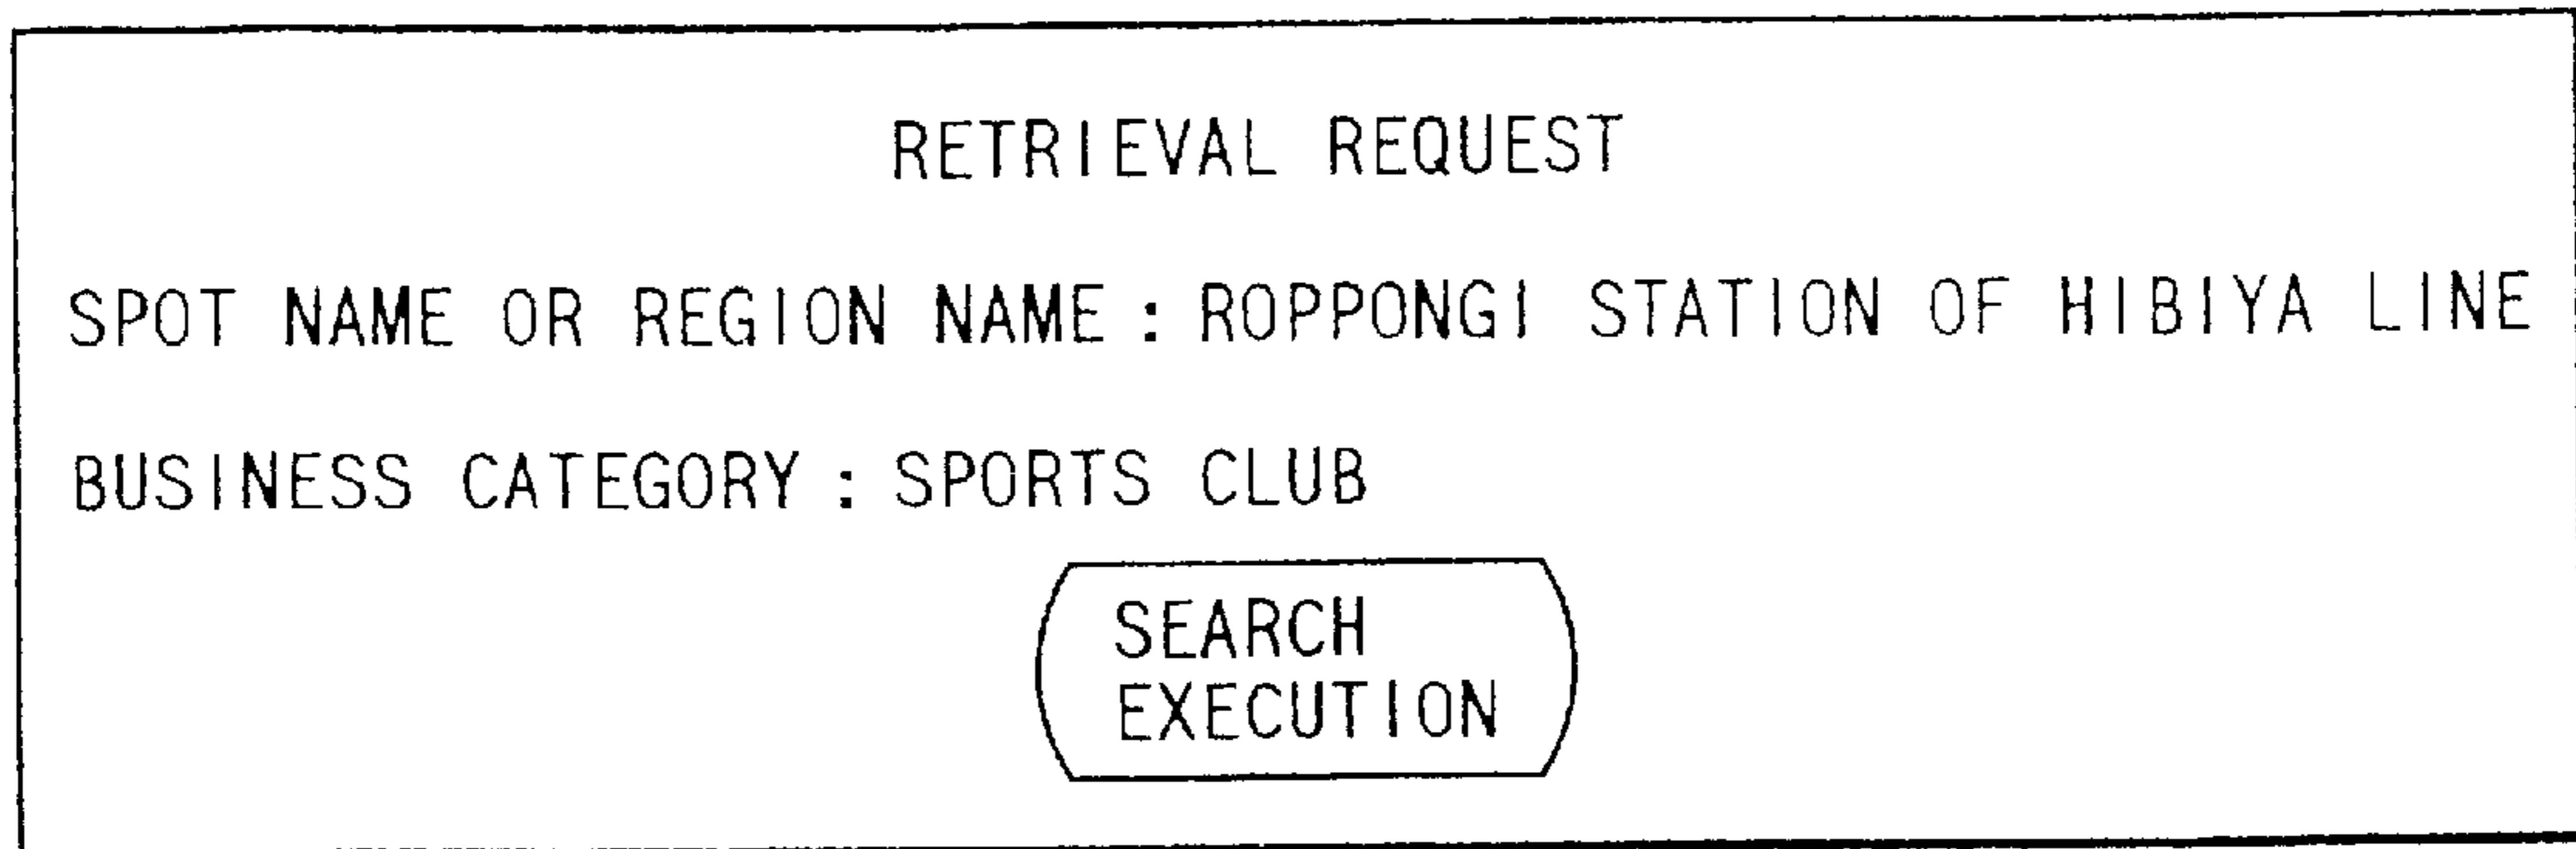 RETRIEVAL REQUEST
SPOT NAME OR REGION NAME : ROPPONGI STATION OF HIBIYA LINE
BUSINESS CATEGORY : SPORTS CLUB
SEARCH
EXECUTION